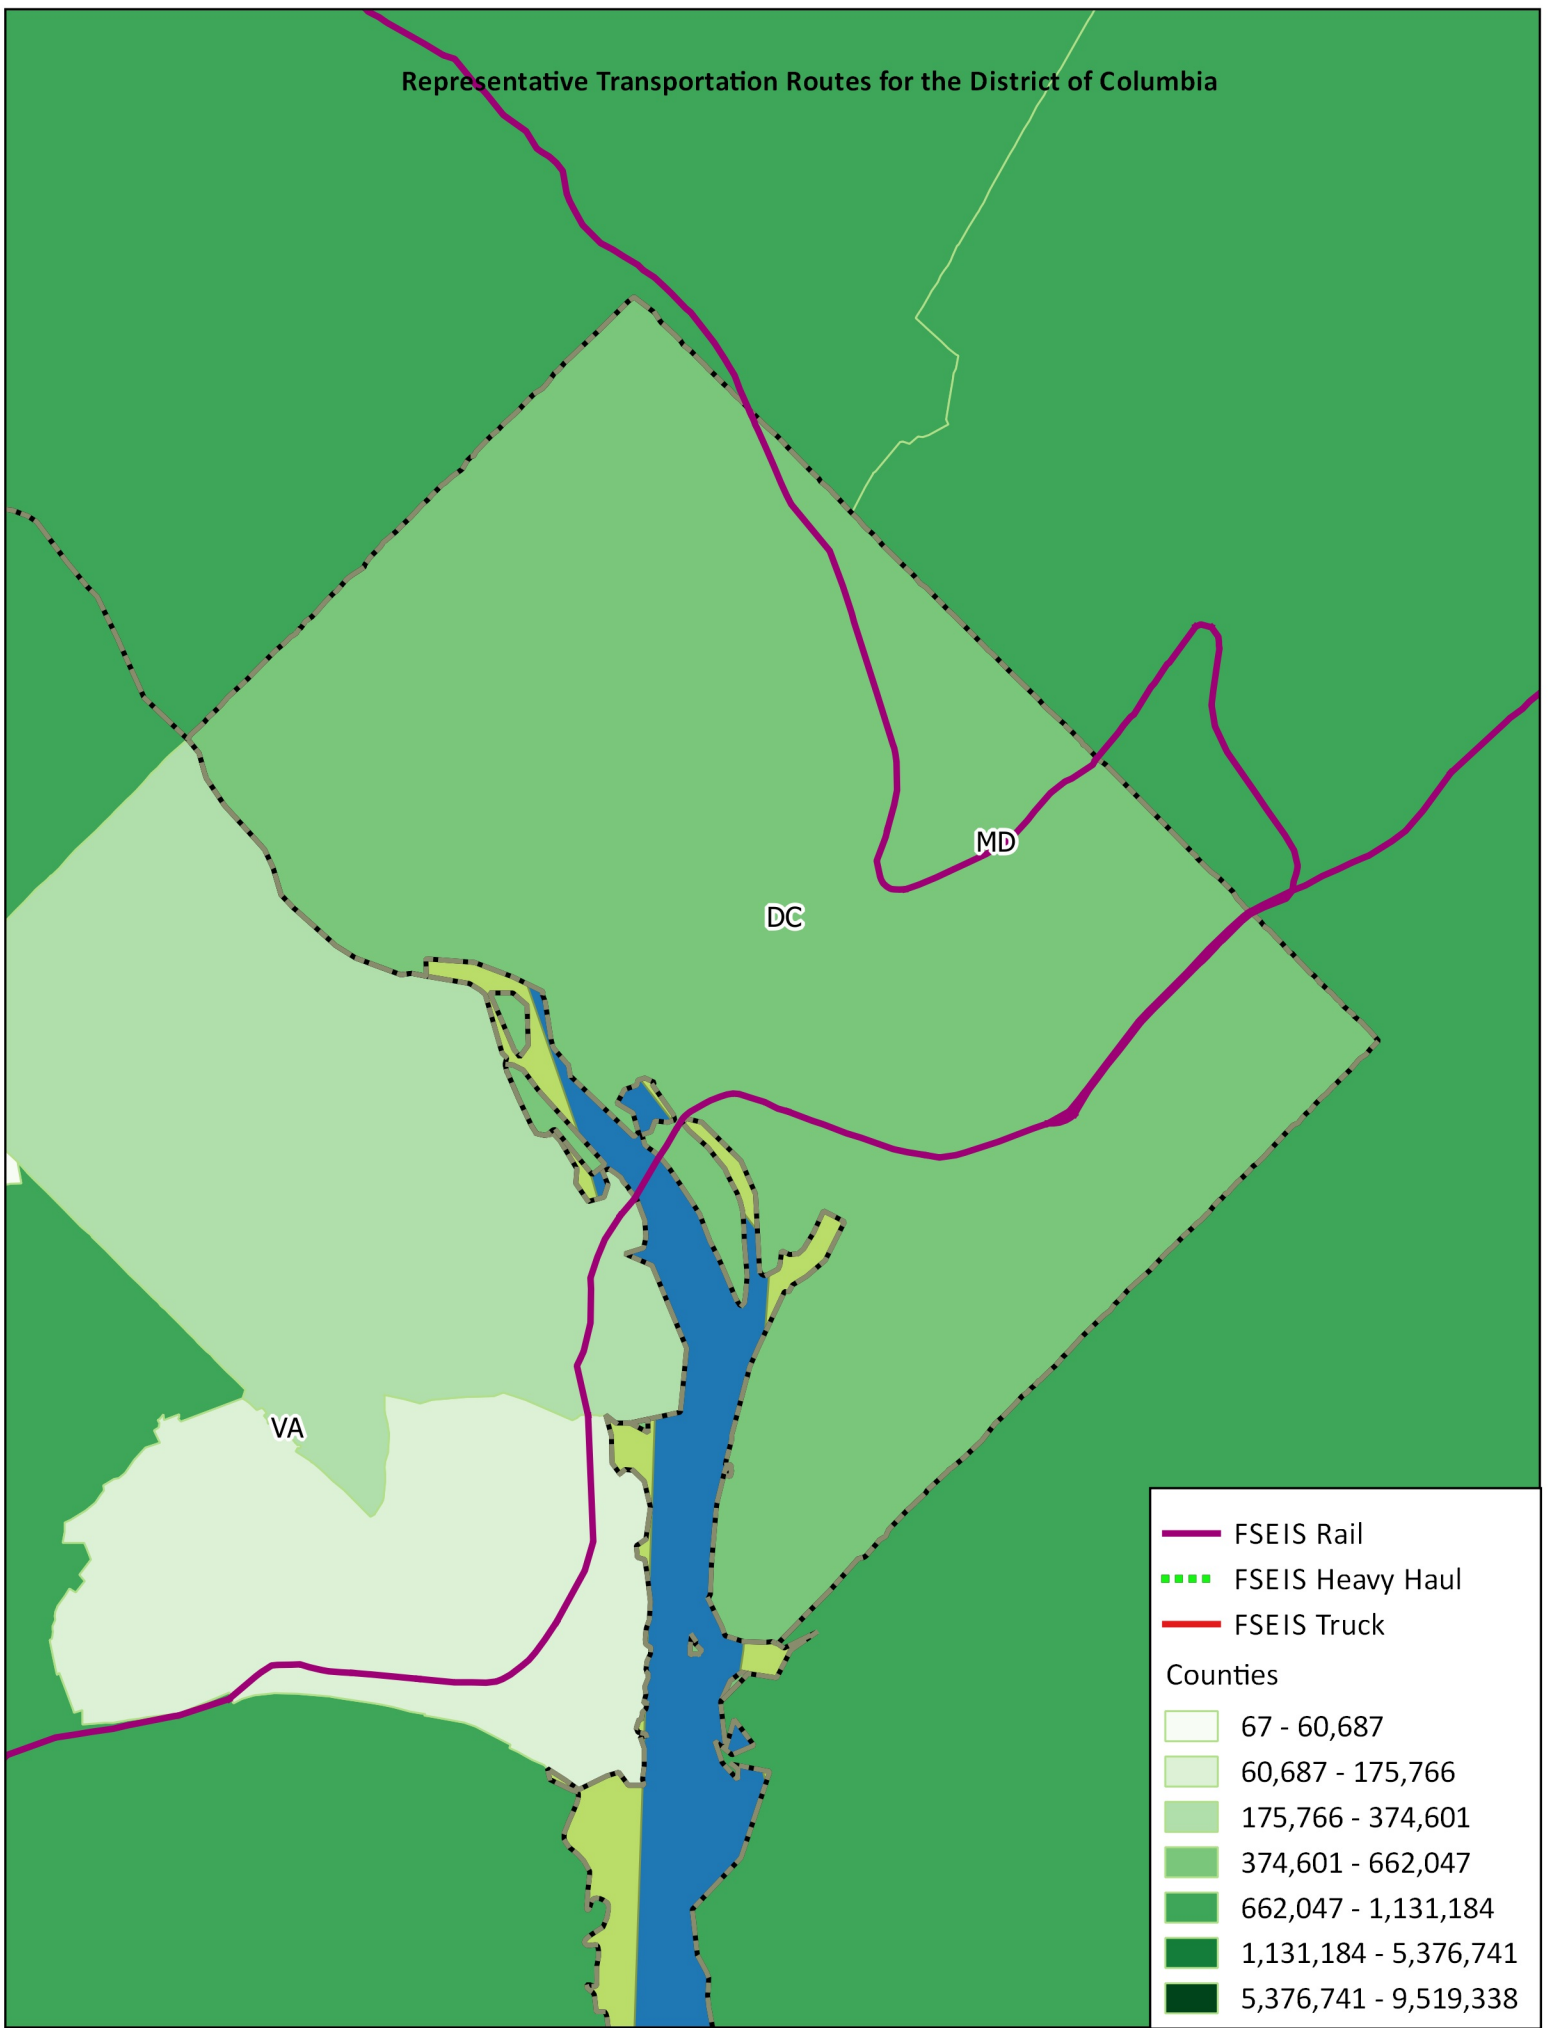 Representative Transportation Routes for the District of Columbia
MD
DC
VA
FSEIS Rail
FSEIS Heavy Haul
FSEIS Truck
Counties
67 - 60,687
60,687 - 175,766
175,766 - 374,601
374,601 - 662,047
662,047 - 1,131,184
1,131,184 - 5,376,741
5,376,741 - 9,519,338